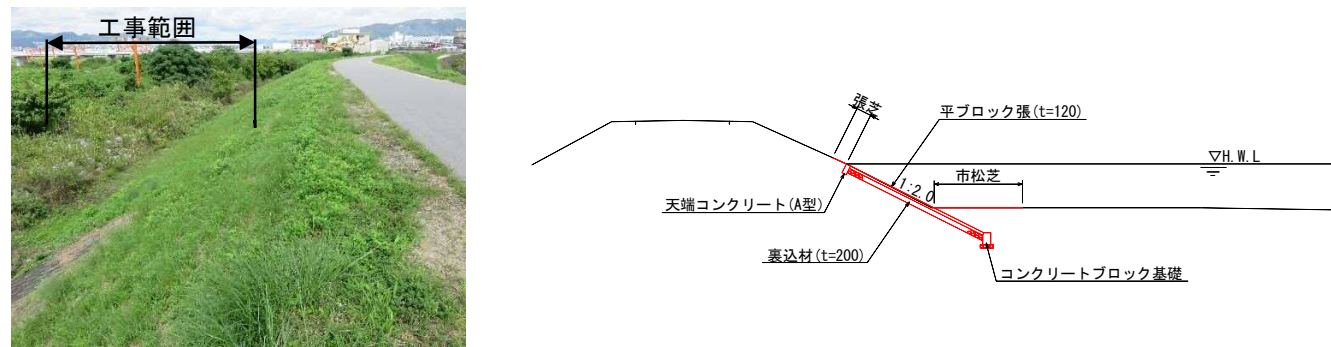 工事範囲
張芝
平ブロック張(t=120)
▽H.W.L
市松芝
1:2.0
天端コンクリート(A型)
裏込材(t=200)
コンクリートブロック基礎